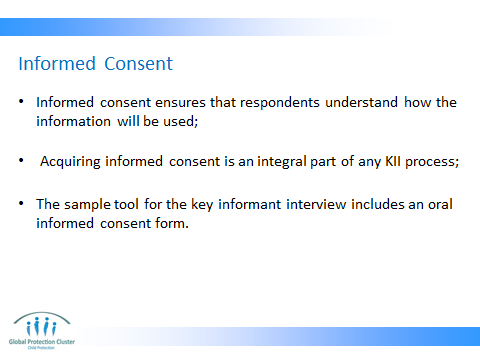 Informed Consent
• Informed consent ensures that respondents understand how the
information will be used;
• Acquiring informed consent is an integral part of any KII process;
• The sample tool for the key informant interview includes an oral
informed consent form.
Global Protection Cluster
Child Protection